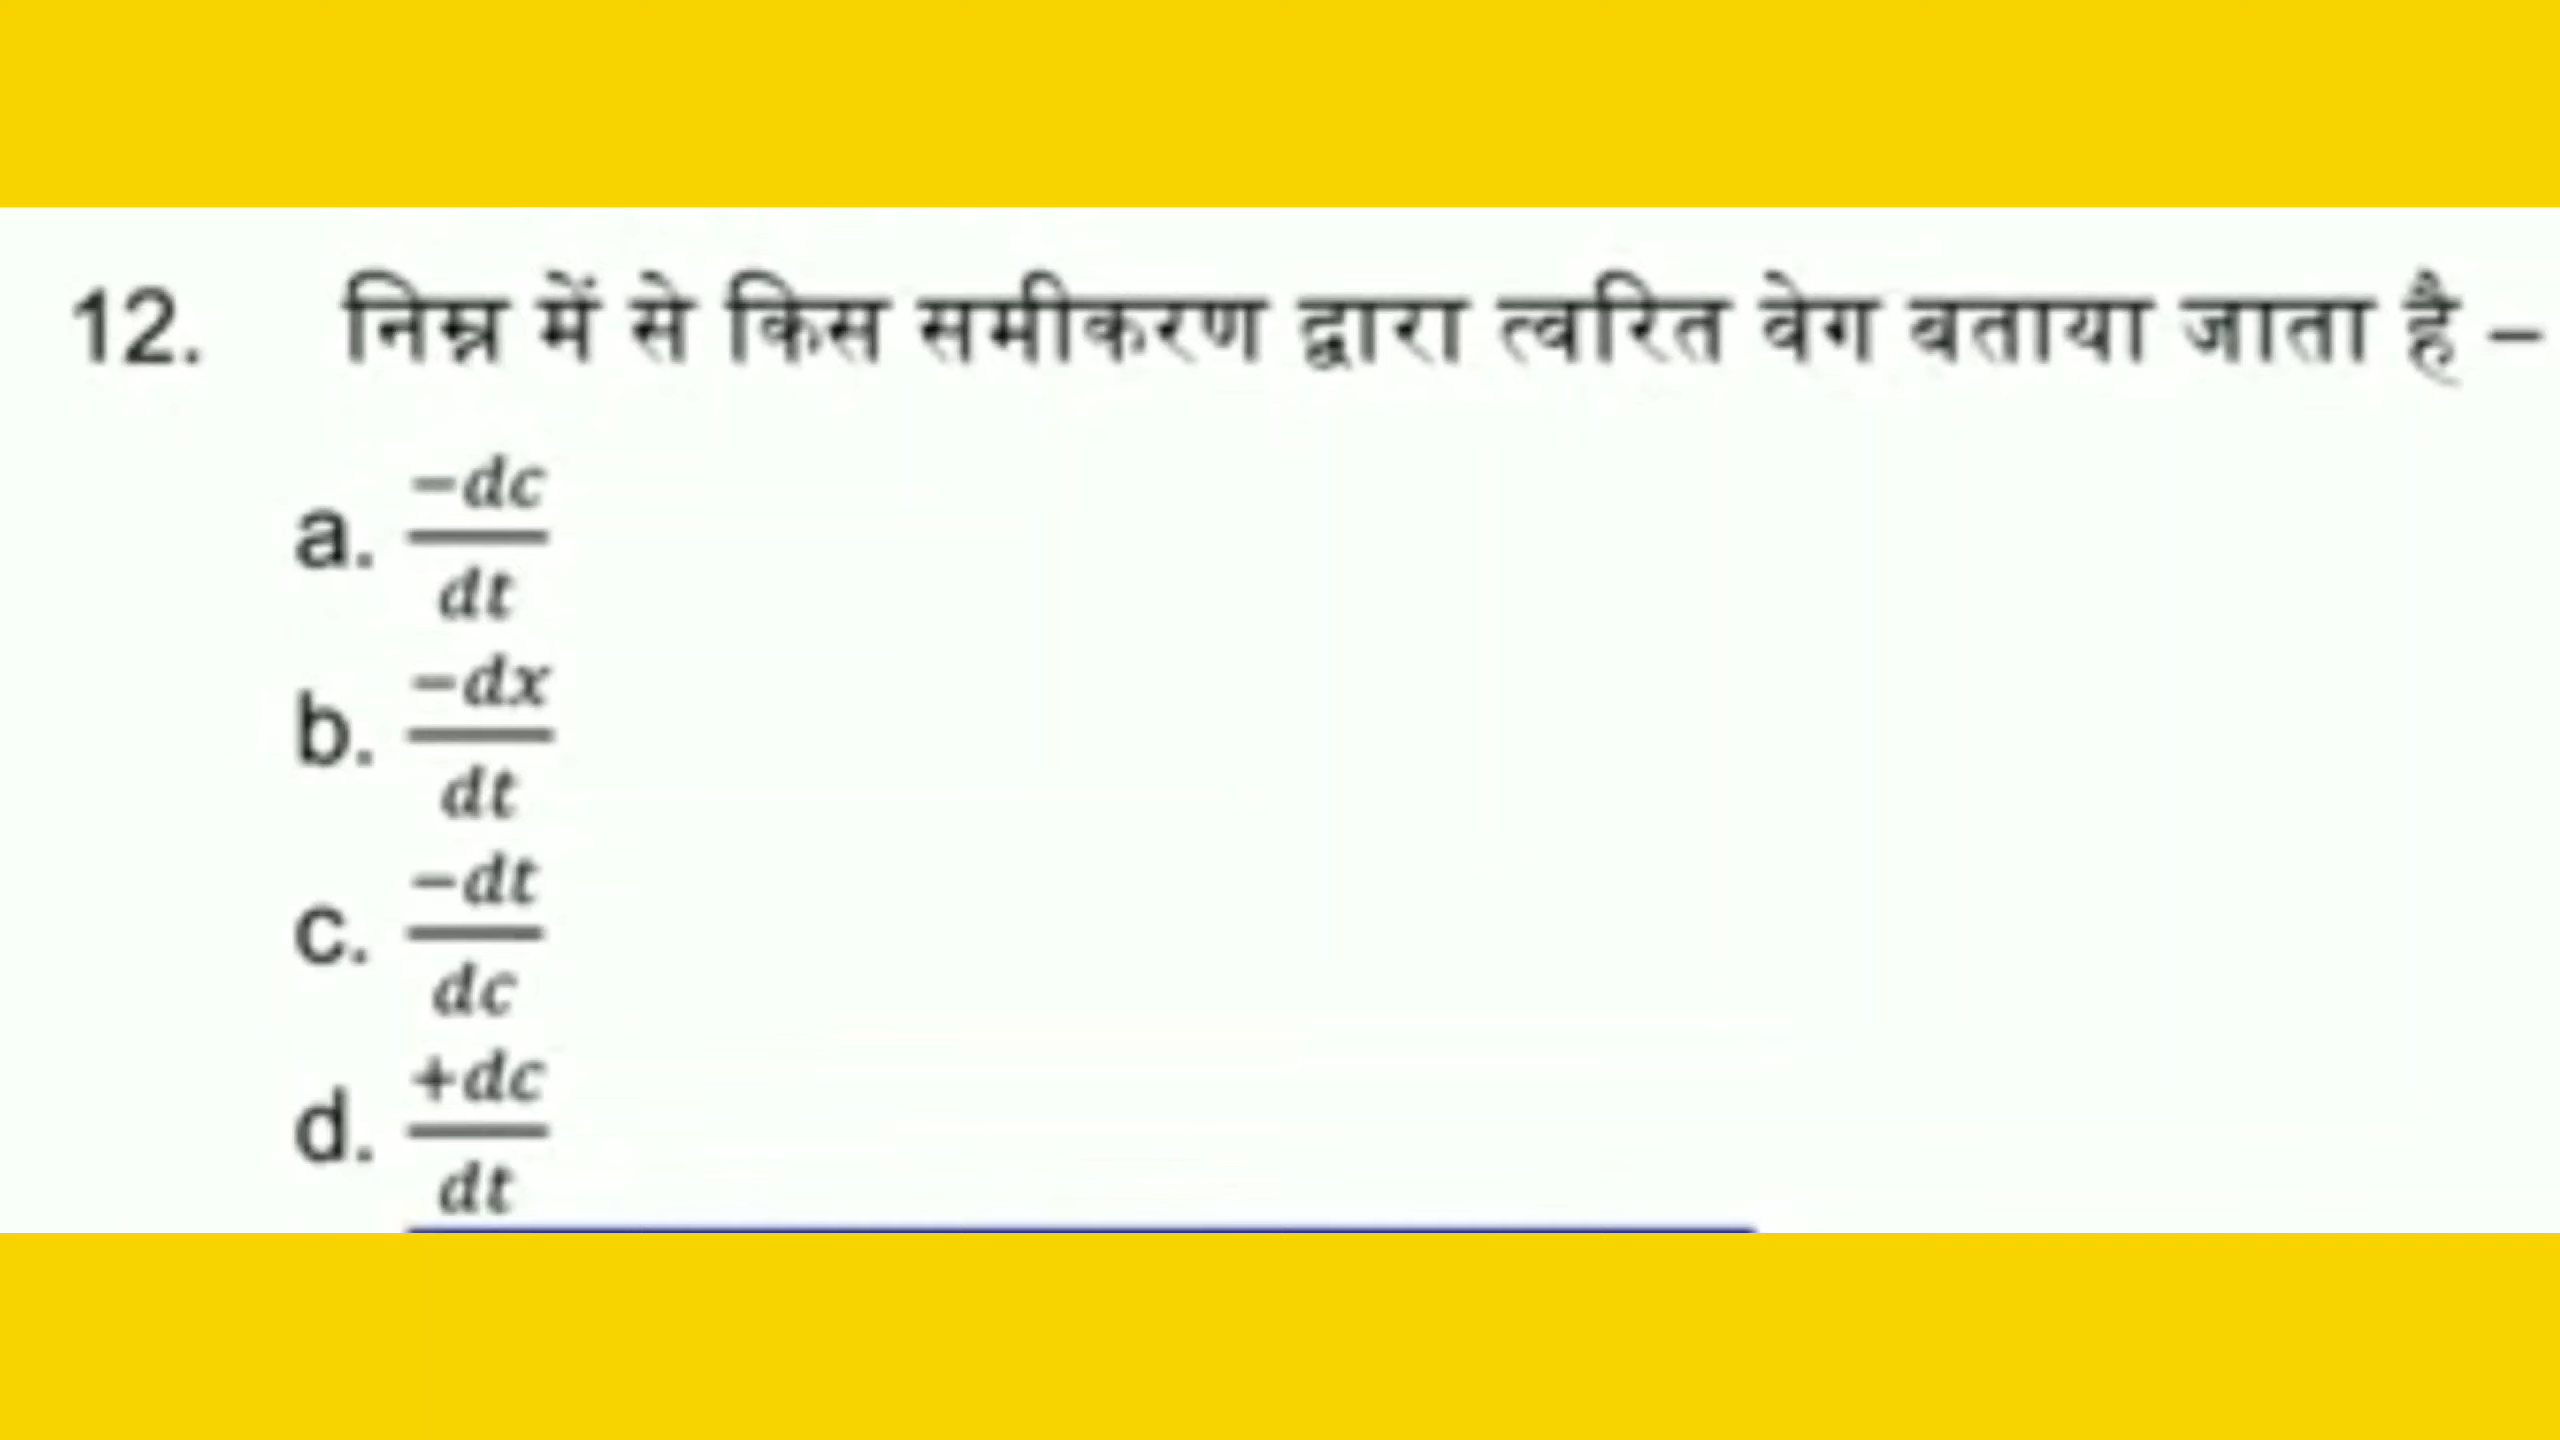 12. निम्न में से किस समीकरण द्वारा त्वरित वेग बताया जाता है –
a. −dc/dt
b. −dx/dt
c. −dt/dc
d. +dc/dt